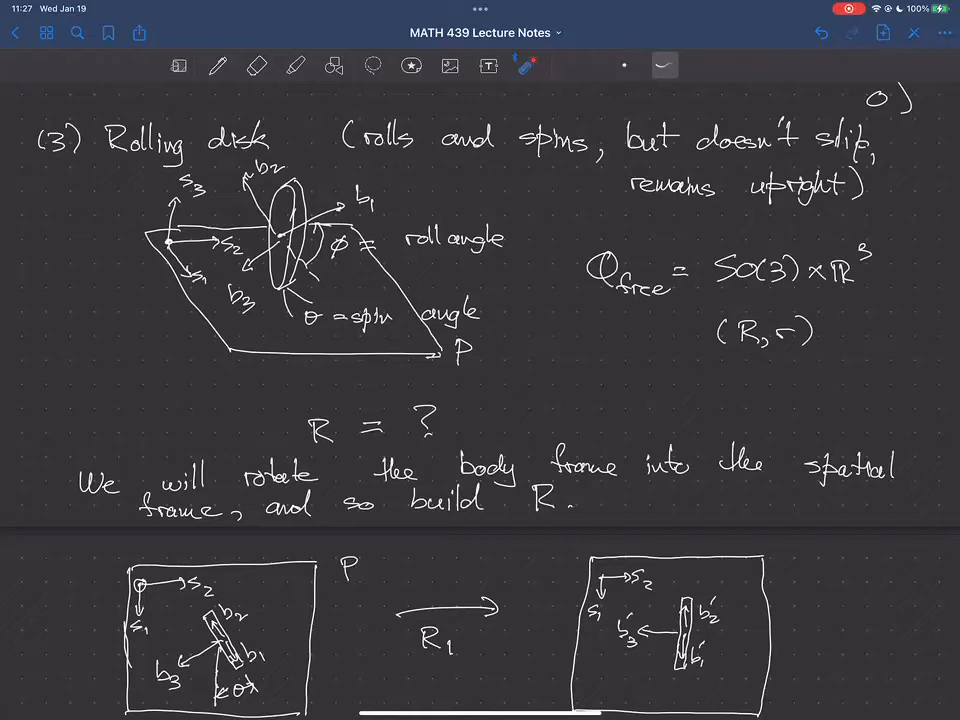 11:27 Wed Jan 19
100%
MATH 439 Lecture Notes
0)
(3) Rolling disk (rolls and spins, but doesn't slip,
remains upright)
s3 b2 b1
s2 ϕ = roll angle
s1 b3
θ = spin angle
P
Qfree = SO(3) × ℝ³
(R, r)
R = ?
We will rotate the body frame into the spatial
frame, and so build R.
P
s2 s2
s1 b2 s1 b2'
R1 b3'
b3 b1 b1'
θ